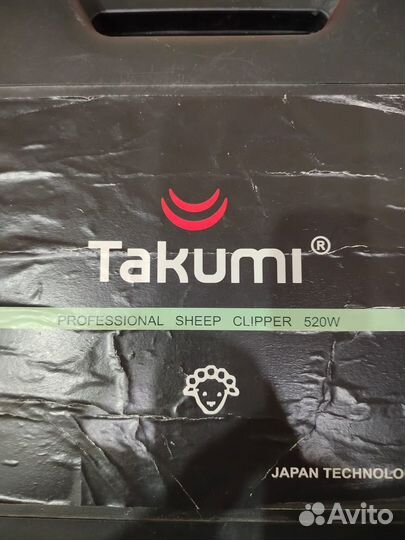 Takumi®
PROFESSIONAL SHEEP CLIPPER 520W
JAPAN TECHNOLO
Avito